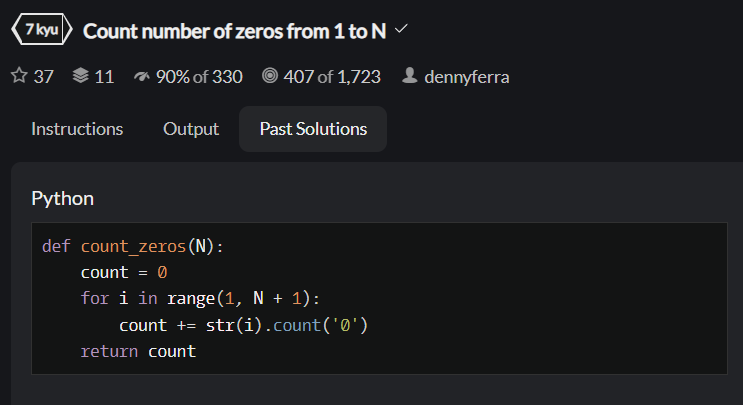 7 kyu Count number of zeros from 1 to N
37 11 90% of 330 407 of 1,723 dennyferra
Instructions Output Past Solutions
Python
def count_zeros(N):
    count = 0
    for i in range(1, N + 1):
        count += str(i).count('0')
    return count